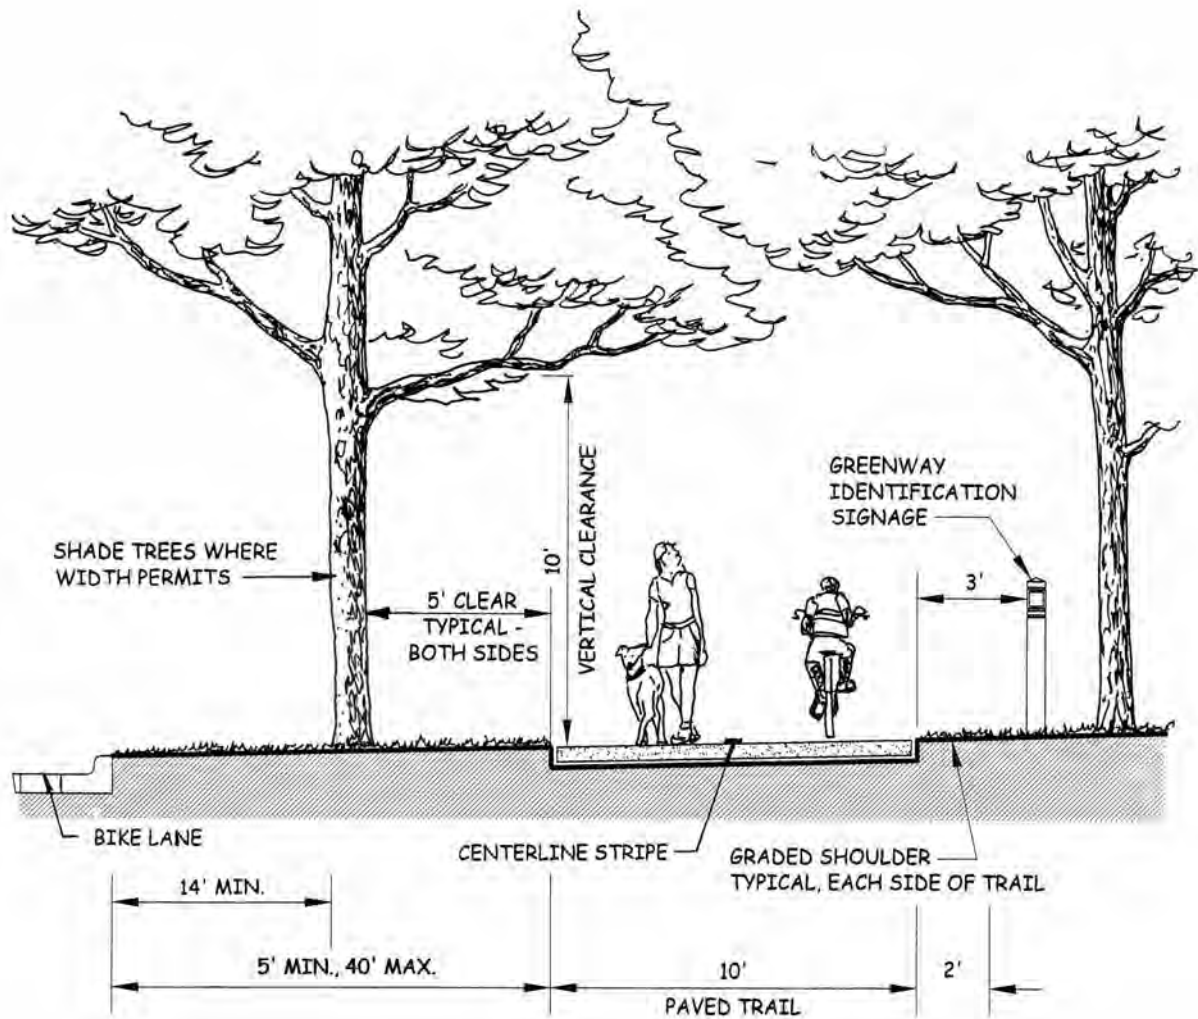 GREENWAY
IDENTIFICATION
SIGNAGE
SHADE TREES WHERE
WIDTH PERMITS
5' CLEAR
TYPICAL -
BOTH SIDES
10'
VERTICAL CLEARANCE
3'
BIKE LANE
CENTERLINE STRIPE
GRADED SHOULDER
TYPICAL, EACH SIDE OF TRAIL
14' MIN.
5' MIN., 40' MAX.
10'
PAVED TRAIL
2'